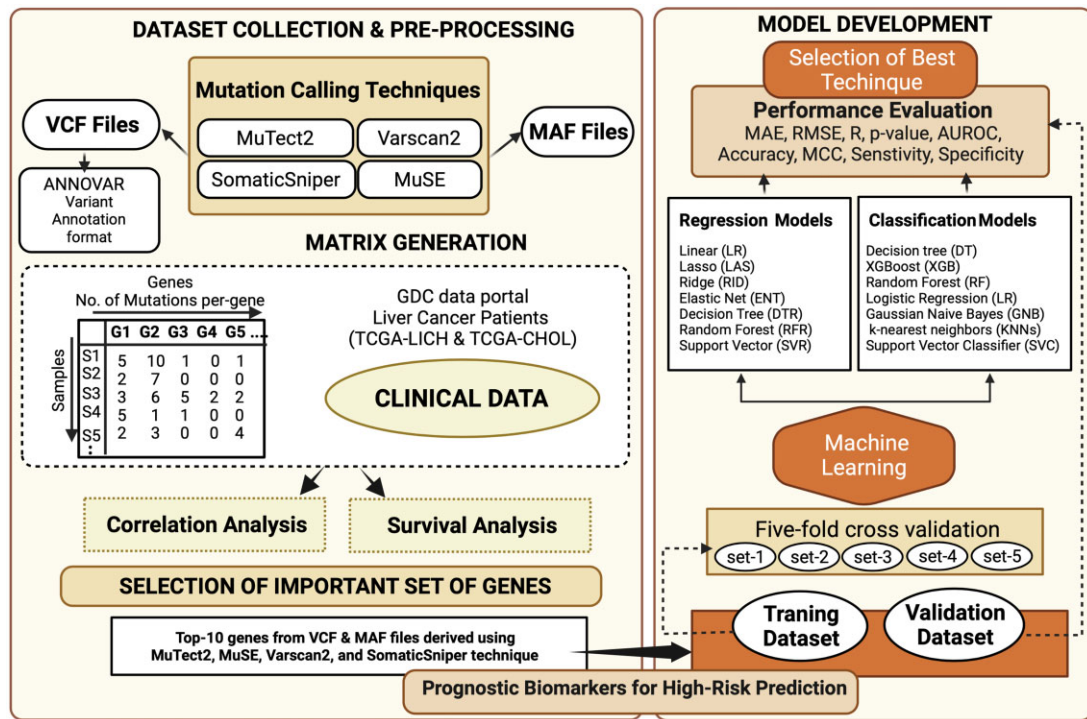 DATASET COLLECTION & PRE-PROCESSING
Mutation Calling Techniques
VCF Files
MuTect2
Varscan2
MAF Files
SomaticSniper
MuSE
ANNOVAR
Variant
Annotation
format
MATRIX GENERATION
Genes
No. of Mutations per-gene
G1 G2 G3 G4 G5 ....
Samples
S1 5 10 1 0 1
S2 2 7 0 0 0
S3 3 6 5 2 2
S4 5 1 1 0 0
S5 2 3 0 0 4
:
GDC data portal
Liver Cancer Patients
(TCGA-LICH & TCGA-CHOL)
CLINICAL DATA
Correlation Analysis
Survival Analysis
SELECTION OF IMPORTANT SET OF GENES
Top-10 genes from VCF & MAF files derived using
MuTect2, MuSE, Varscan2, and SomaticSniper technique
Prognostic Biomarkers for High-Risk Prediction
MODEL DEVELOPMENT
Selection of Best
Techinque
Performance Evaluation
MAE, RMSE, R, p-value, AUROC,
Accuracy, MCC, Senstivity, Specificity
Regression Models
Linear (LR)
Lasso (LAS)
Ridge (RID)
Elastic Net (ENT)
Decision Tree (DTR)
Random Forest (RFR)
Support Vector (SVR)
Classification Models
Decision tree (DT)
XGBoost (XGB)
Random Forest (RF)
Logistic Regression (LR)
Gaussian Naive Bayes (GNB)
k-nearest neighbors (KNNs)
Support Vector Classifier (SVC)
Machine
Learning
Five-fold cross validation
set-1 set-2 set-3 set-4 set-5
Traning
Dataset
Validation
Dataset